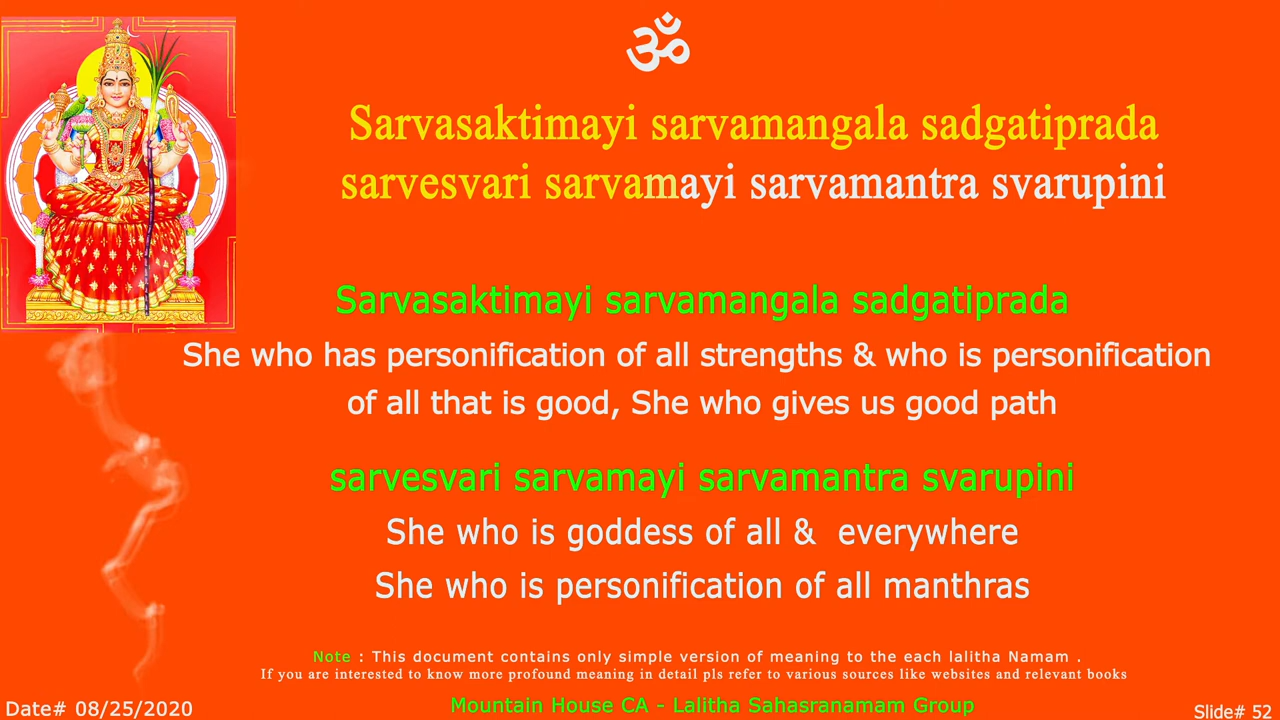 ॐ
Sarvasaktimayi sarvamangala sadgatiprada
sarvesvari sarvamayi sarvamantra svarupini
Sarvasaktimayi sarvamangala sadgatiprada
She who has personification of all strengths & who is personification
of all that is good, She who gives us good path
sarvesvari sarvamayi sarvamantra svarupini
She who is goddess of all & everywhere
She who is personification of all manthras
Note : This document contains only simple version of meaning to the each lalitha Namam .
If you are interested to know more profound meaning in detail pls refer to various sources like websites and relevant books
Mountain House CA - Lalitha Sahasranamam Group
Date# 08/25/2020
Slide# 52